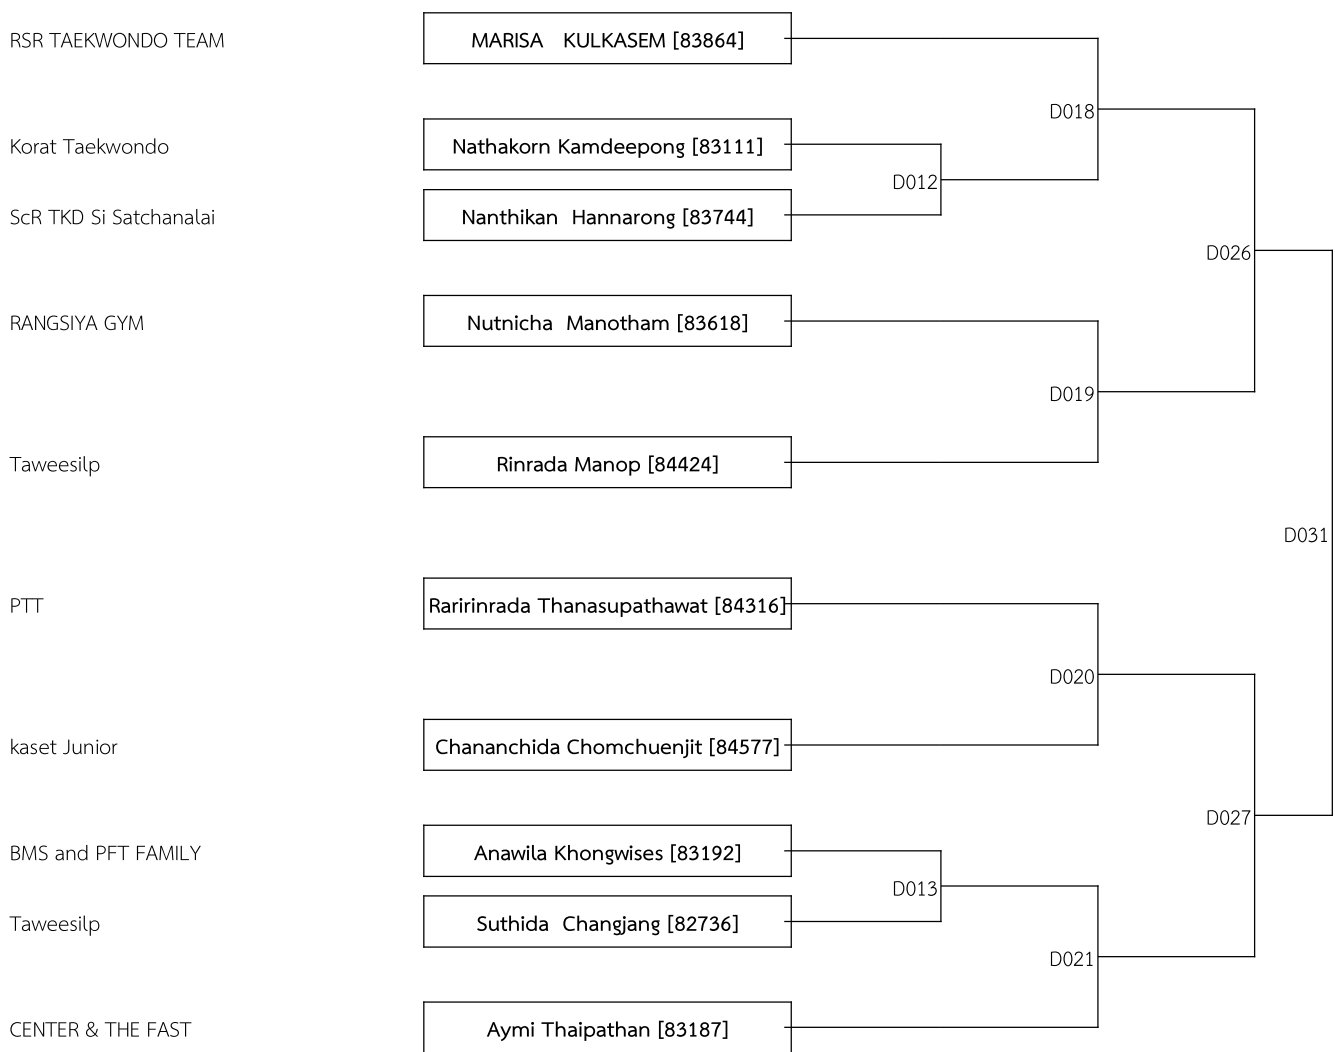 RSR TAEKWONDO TEAM
MARISA KULKASEM [83864]
D018
Korat Taekwondo
Nathakorn Kamdeepong [83111]
D012
ScR TKD Si Satchanalai
Nanthikan Hannarong [83744]
D026
RANGSIYA GYM
Nutnicha Manotham [83618]
D019
Taweesilp
Rinrada Manop [84424]
D031
PTT
Raririnrada Thanasupathawat [84316]
D020
kaset Junior
Chananchida Chomchuenjit [84577]
D027
BMS and PFT FAMILY
Anawila Khongwises [83192]
D013
Taweesilp
Suthida Changjang [82736]
D021
CENTER & THE FAST
Aymi Thaipathan [83187]